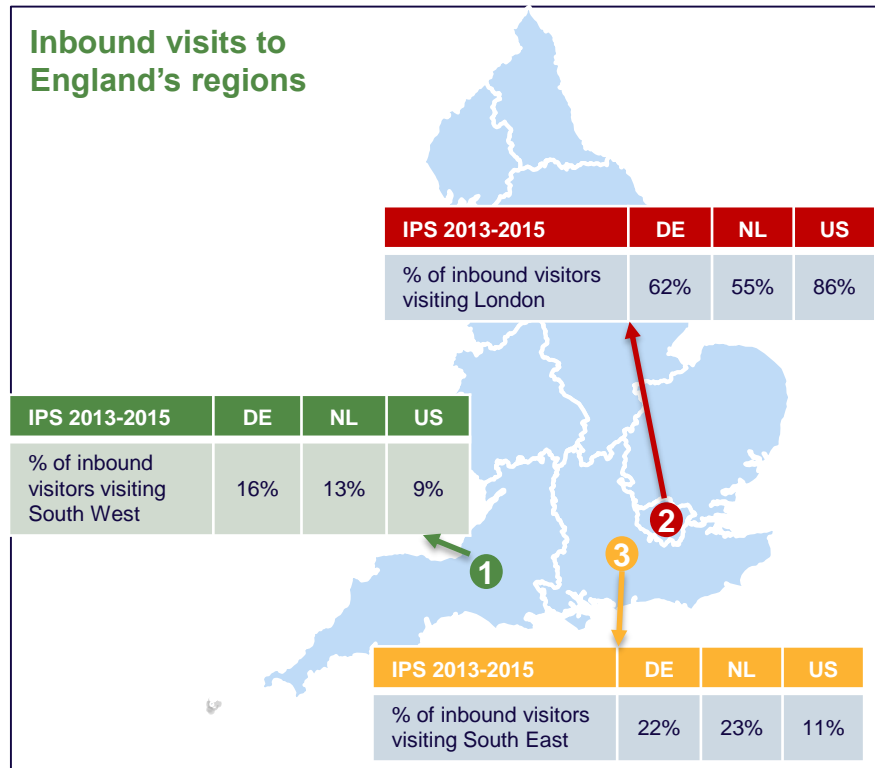 Inbound visits to
England's regions
IPS 2013-2015 DE NL US
% of inbound visitors
visiting London 62% 55% 86%
IPS 2013-2015 DE NL US
% of inbound
visitors visiting
South West 16% 13% 9%
2
3
1
IPS 2013-2015 DE NL US
% of inbound visitors
visiting South East 22% 23% 11%